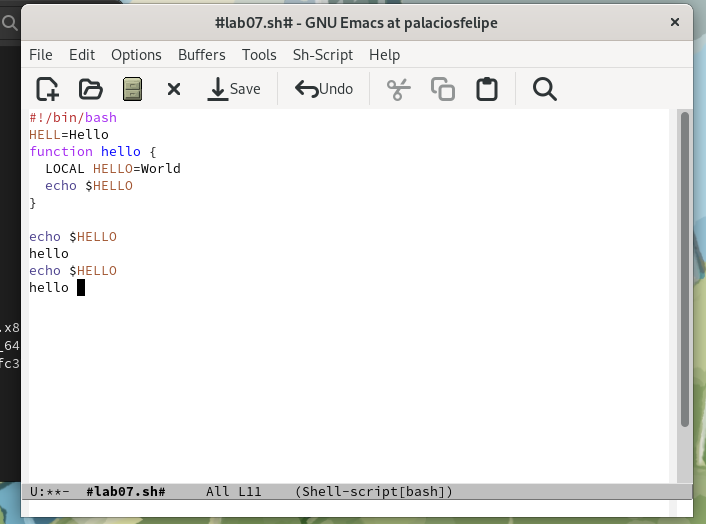 #lab07.sh# - GNU Emacs at palaciosfelipe
×
File Edit Options Buffers Tools Sh-Script Help
Save Undo
#!/bin/bash
HELL=Hello
function hello {
  LOCAL HELLO=World
  echo $HELLO
}
echo $HELLO
hello
echo $HELLO
hello
.x8
_64
fc3
U:**-  #lab07.sh#     All L11    (Shell-script[bash])